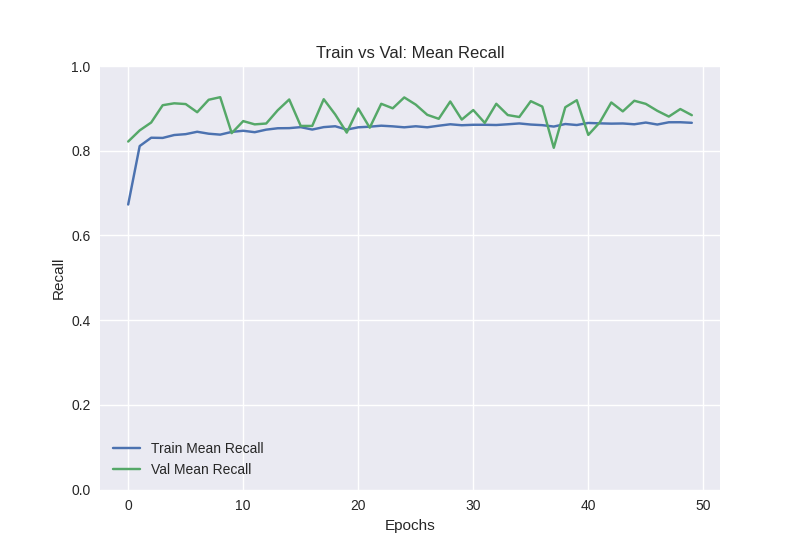 Train vs Val: Mean Recall
1.0
0.8
0.6
0.4
0.2
0.0
Recall
Train Mean Recall
Val Mean Recall
0 10 20 30 40 50
Epochs